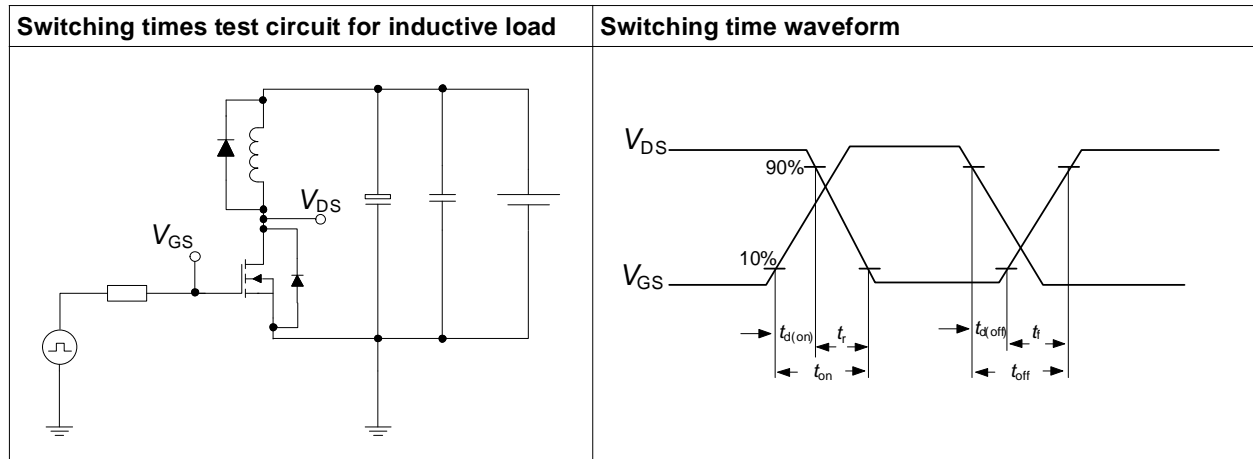 Switching times test circuit for inductive load
Switching time waveform
VDS
VGS
VDS
90%
10%
VGS
td(on) tr td(off) tf
ton toff